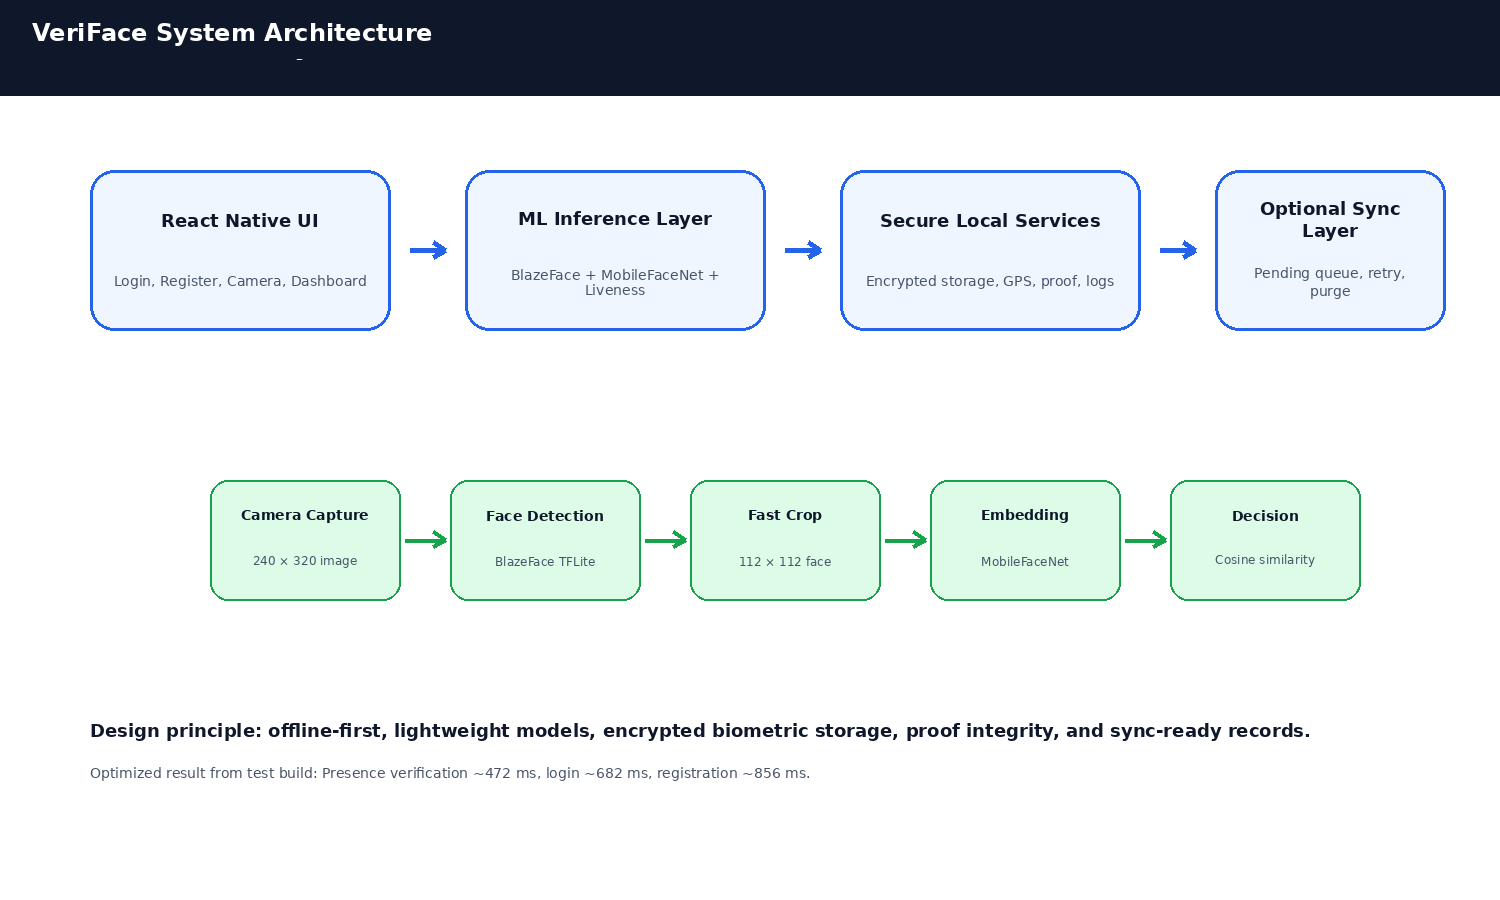 VeriFace System Architecture
-
React Native UI
Login, Register, Camera, Dashboard
ML Inference Layer
BlazeFace + MobileFaceNet +
Liveness
Secure Local Services
Encrypted storage, GPS, proof, logs
Optional Sync
Layer
Pending queue, retry,
purge
Camera Capture
240 × 320 image
Face Detection
BlazeFace TFLite
Fast Crop
112 × 112 face
Embedding
MobileFaceNet
Decision
Cosine similarity
Design principle: offline-first, lightweight models, encrypted biometric storage, proof integrity, and sync-ready records.
Optimized result from test build: Presence verification ~472 ms, login ~682 ms, registration ~856 ms.